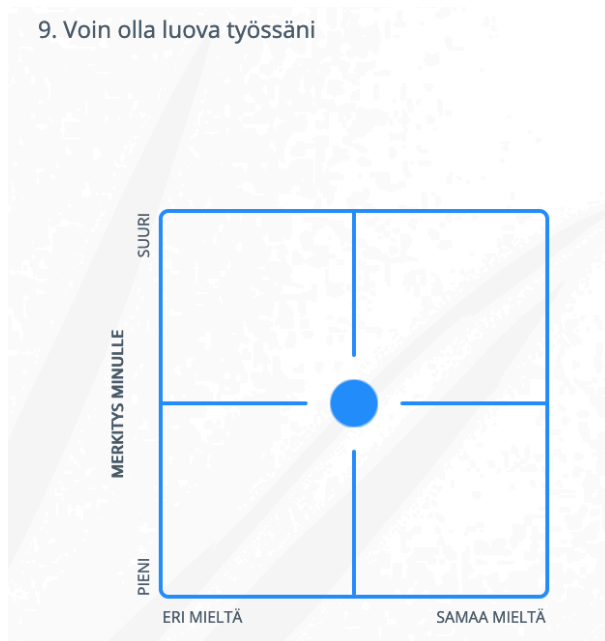 9. Voin olla luova työssäni
SUURI
MERKITYS MINULLE
PIENI
ERI MIELTÄ
SAMAA MIELTÄ